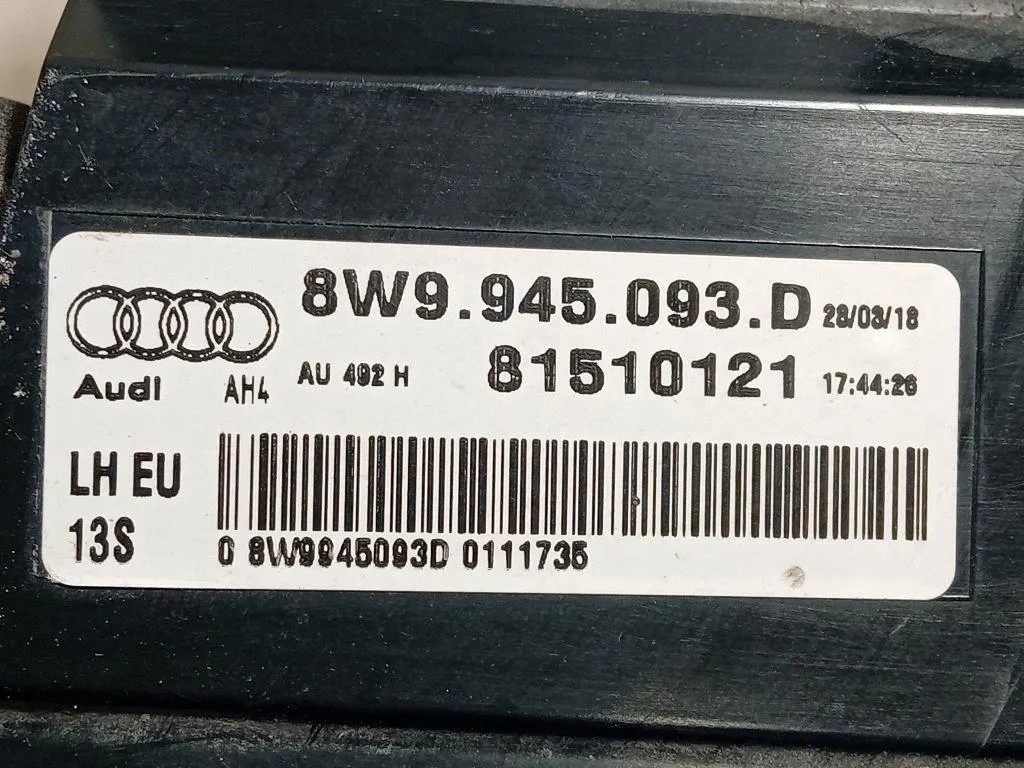 8W9.945.093.D 28/03/18
Audi AH4 AU 492 H 81510121 17:44:26
LH EU
13S
0 8W9945093D 0111735